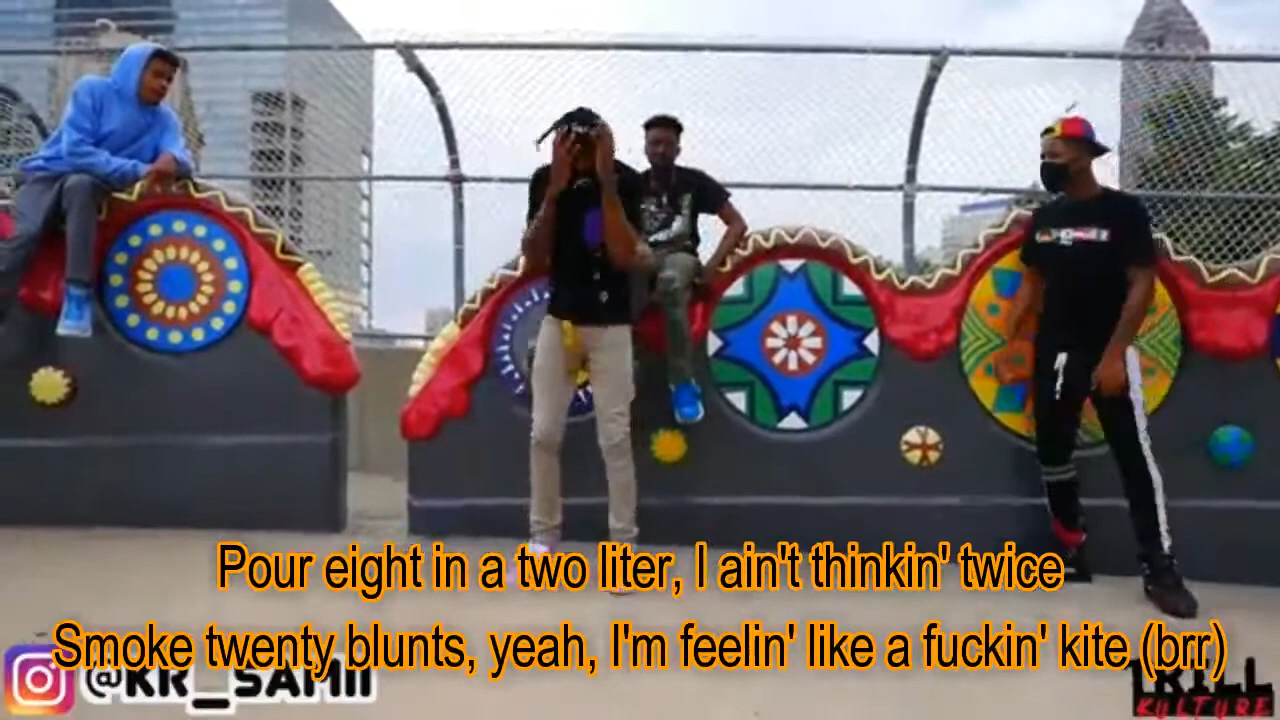 Pour eight in a two liter, I ain't thinkin' twice
Smoke twenty blunts, yeah, I'm feelin' like a fuckin' kite (brr)
@KR_SAMII
TRILL
KULTURE